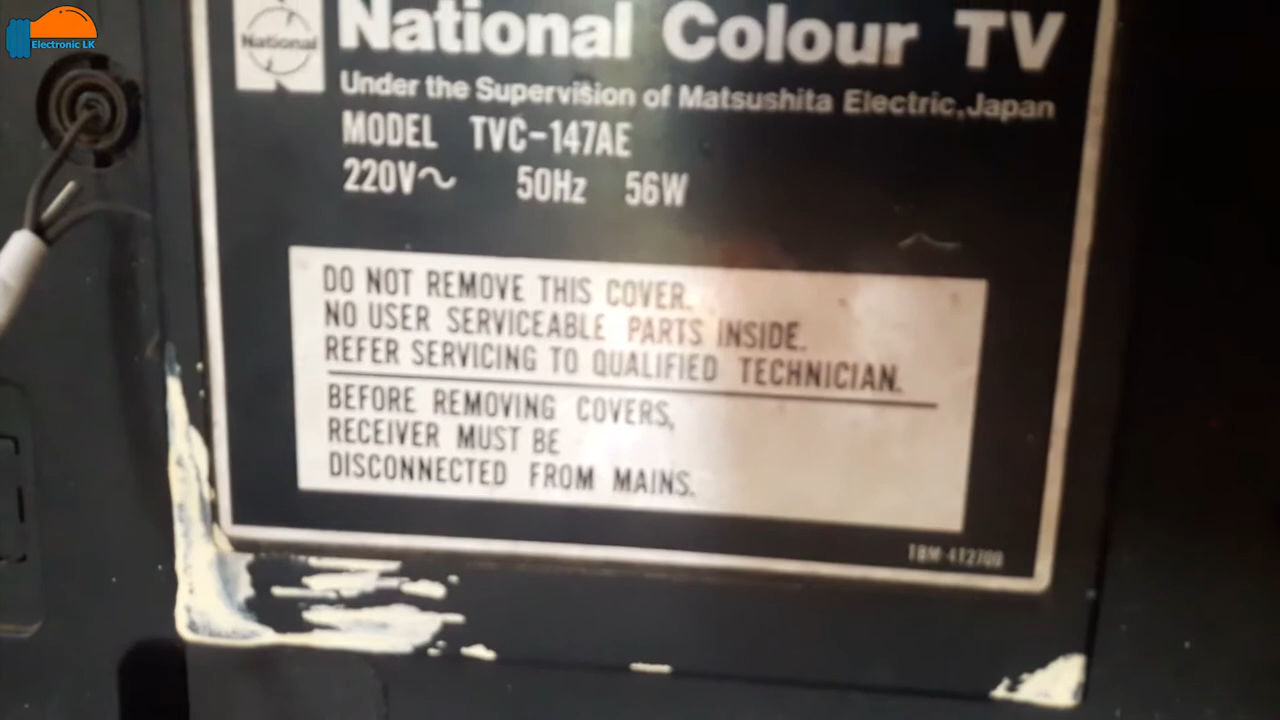 Electronic LK
National
National Colour TV
Under the Supervision of Matsushita Electric,Japan
MODEL TVC-147AE
220V~ 50Hz 56W
DO NOT REMOVE THIS COVER.
NO USER SERVICEABLE PARTS INSIDE.
REFER SERVICING TO QUALIFIED TECHNICIAN.
BEFORE REMOVING COVERS,
RECEIVER MUST BE
DISCONNECTED FROM MAINS.
TBM 412700